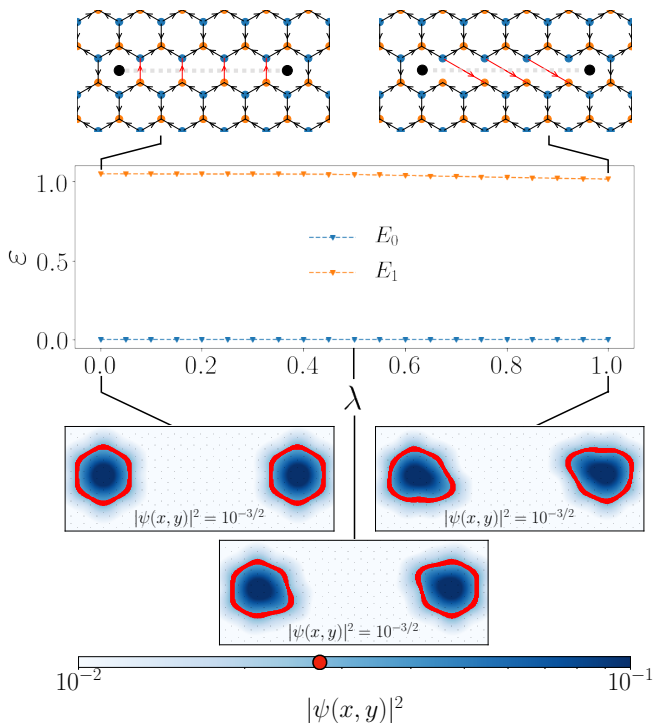 1.0
0.5
0.0
ε
E₀
E₁
0.0 0.2 0.4 0.6 0.8 1.0
λ
|ψ(x, y)|² = 10⁻³/²
|ψ(x, y)|² = 10⁻³/²
|ψ(x, y)|² = 10⁻³/²
10⁻² 10⁻¹
|ψ(x, y)|²